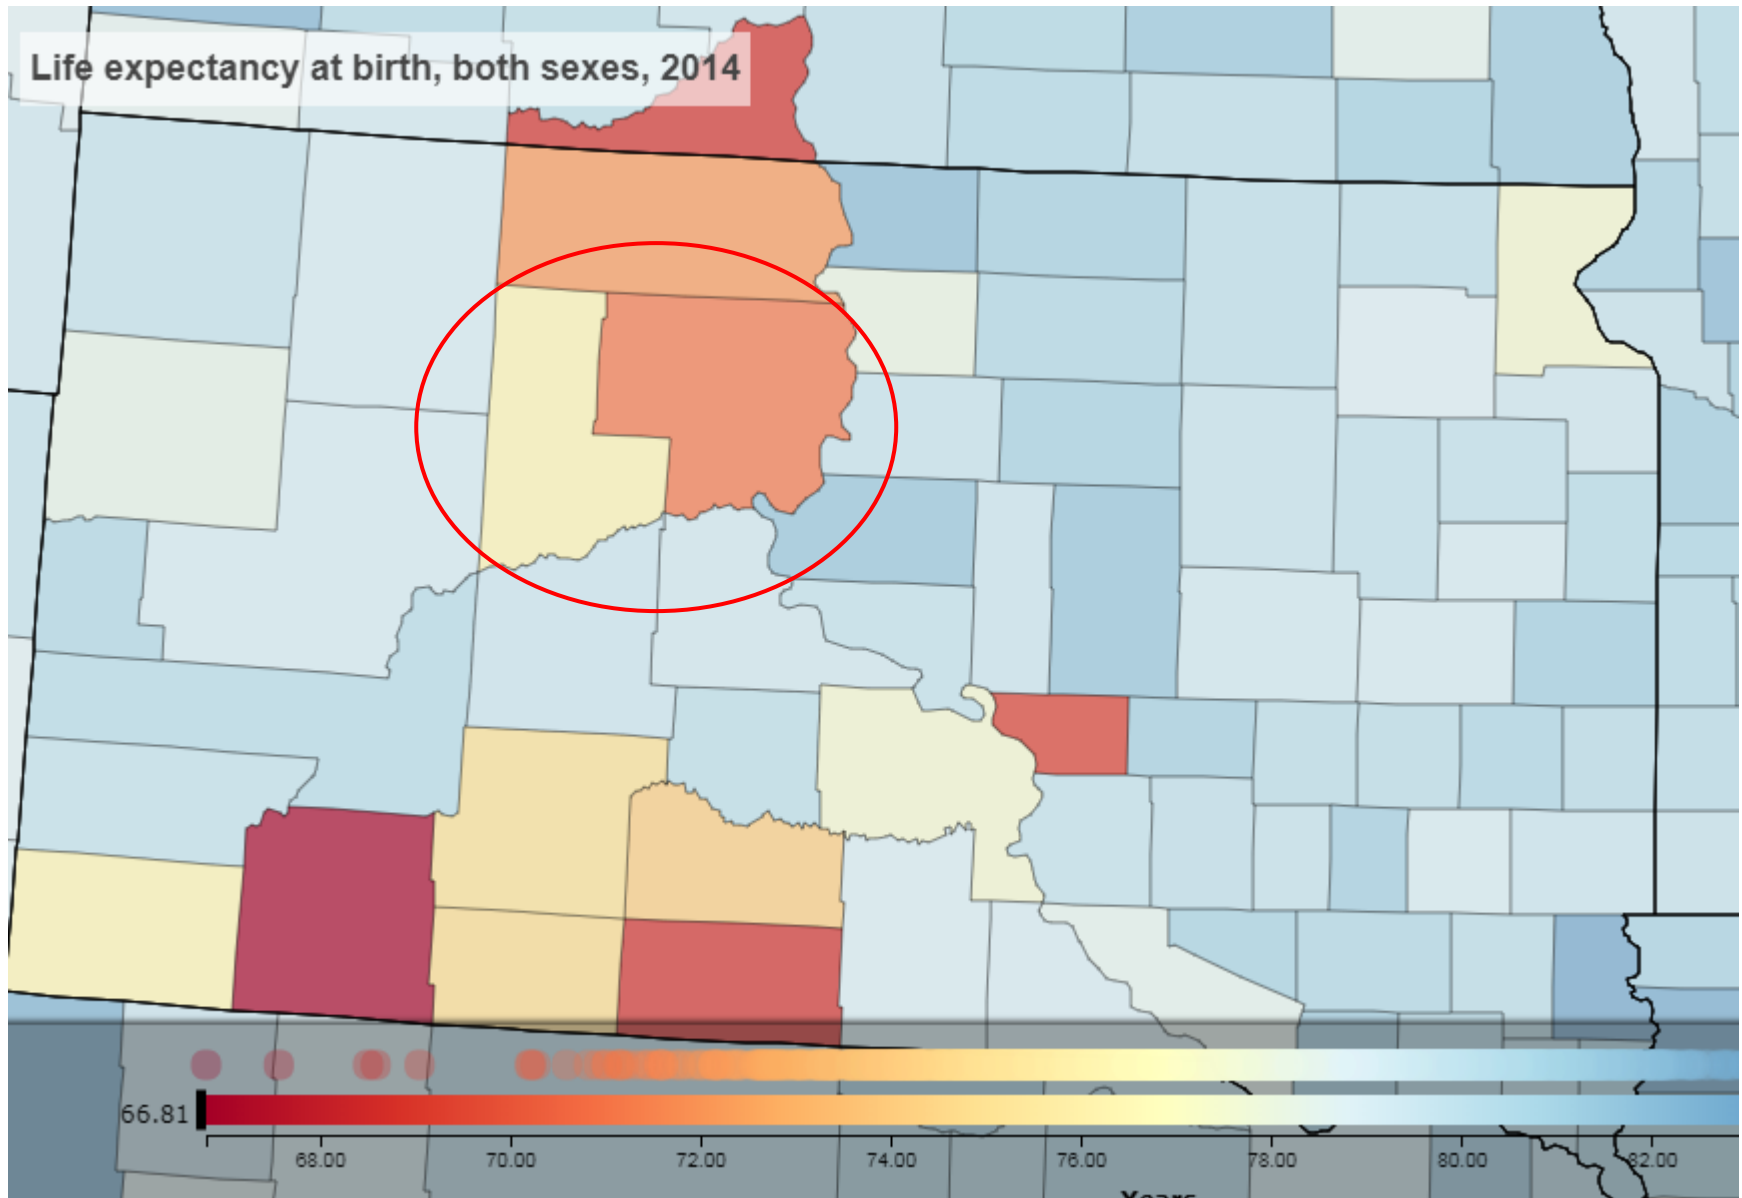 Life expectancy at birth, both sexes, 2014
66.81
68.00 70.00 72.00 74.00 76.00 78.00 80.00 82.00
Years